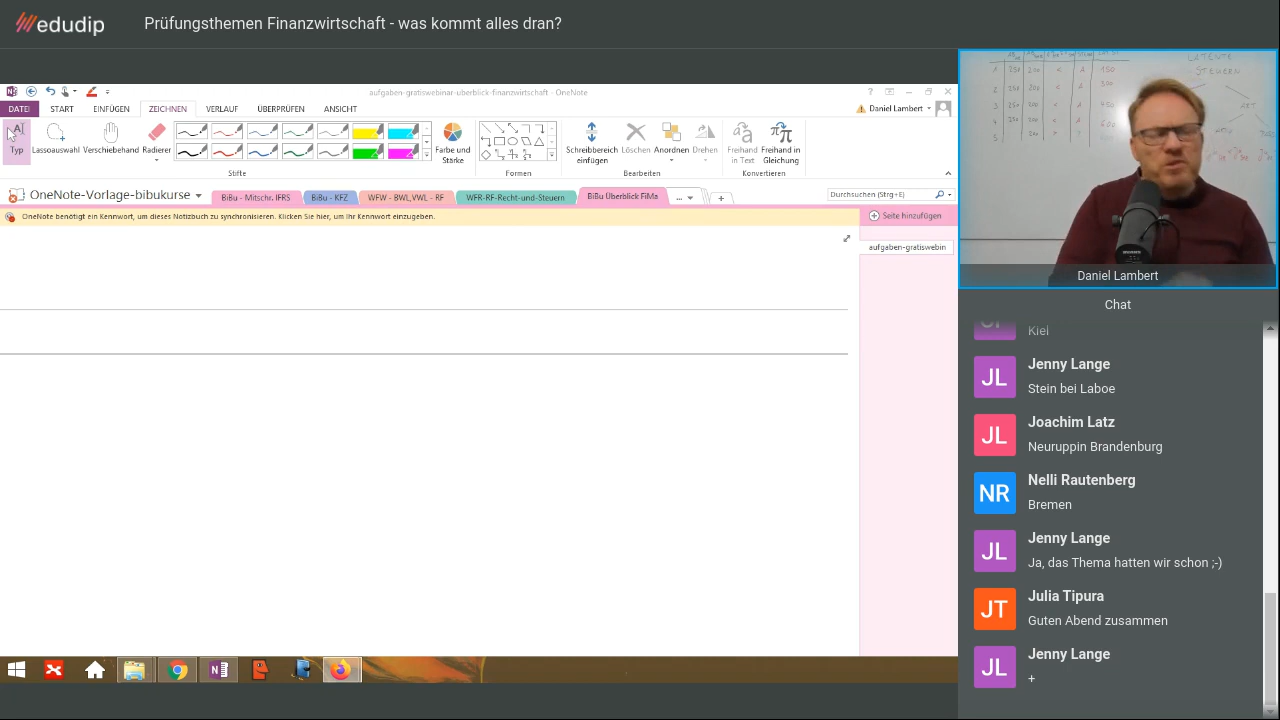 edudip
Prüfungsthemen Finanzwirtschaft - was kommt alles dran?
aufgaben-gratiswebinar-überblick-finanzwirtschaft - OneNote
DATEI START EINFÜGEN ZEICHNEN VERLAUF ÜBERPRÜFEN ANSICHT
Daniel Lambert
Typ Lassoauswahl Verschiebehand Radierer
Farbe und Stärke
Schreibbereich einfügen Löschen Anordnen Drehen
Freihand in Text Freihand in Gleichung
Stifte Formen Bearbeiten Konvertieren
OneNote-Vorlage-bibukurse
BiBu - Mitschr. IFRS BiBu - KFZ WFW - BWL,VWL - RF WFR-RF-Recht-und-Steuern BiBu Überblick FiMa ...
Durchsuchen (Strg+E)
OneNote benötigt ein Kennwort, um dieses Notizbuch zu synchronisieren. Klicken Sie hier, um Ihr Kennwort einzugeben.
Seite hinzufügen
aufgaben-gratiswebin
STEUERN
Daniel Lambert
Chat
Kiel
JL Jenny Lange
Stein bei Laboe
JL Joachim Latz
Neuruppin Brandenburg
NR Nelli Rautenberg
Bremen
JL Jenny Lange
Ja, das Thema hatten wir schon ;-)
JT Julia Tipura
Guten Abend zusammen
JL Jenny Lange
+